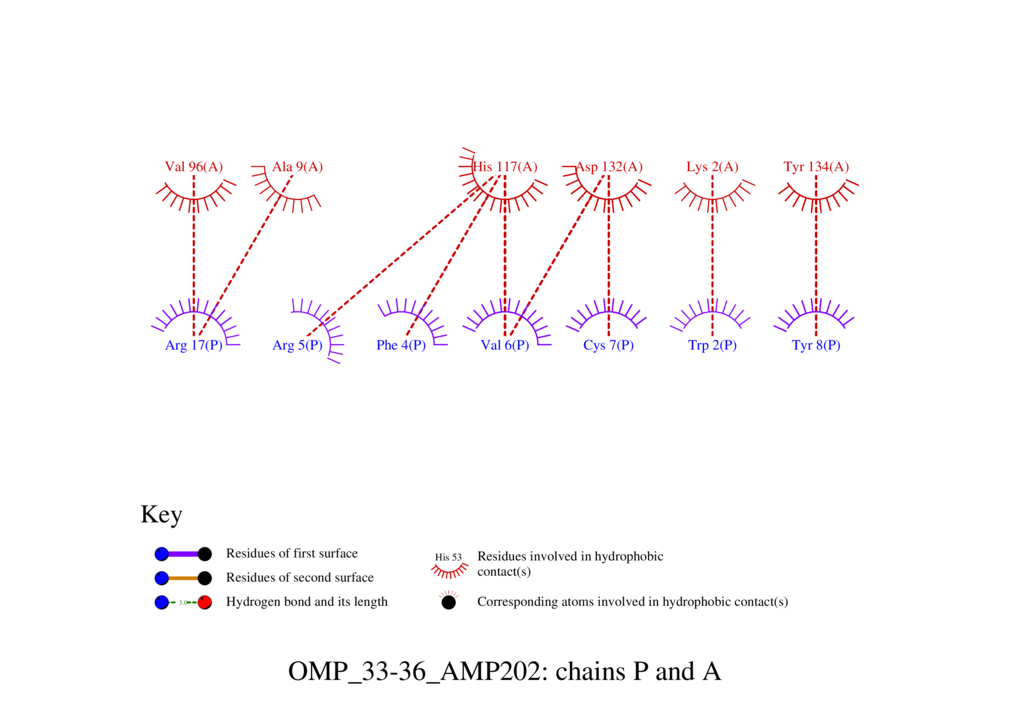 Val 96(A) Ala 9(A) His 117(A) Asp 132(A) Lys 2(A) Tyr 134(A)
Arg 17(P) Arg 5(P) Phe 4(P) Val 6(P) Cys 7(P) Trp 2(P) Tyr 8(P)
Key
Residues of first surface
Residues of second surface
3.0
Hydrogen bond and its length
His 53
Residues involved in hydrophobic
contact(s)
Corresponding atoms involved in hydrophobic contact(s)
OMP_33-36_AMP202: chains P and A